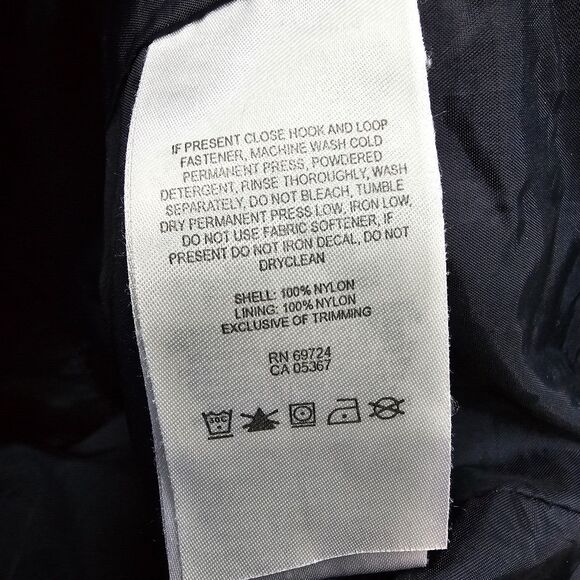 IF PRESENT CLOSE HOOK AND LOOP
FASTENER, MACHINE WASH COLD
PERMANENT PRESS, POWDERED
DETERGENT, RINSE THOROUGHLY, WASH
SEPARATELY, DO NOT BLEACH, TUMBLE
DRY PERMANENT PRESS LOW, IRON LOW,
DO NOT USE FABRIC SOFTENER, IF
PRESENT DO NOT IRON DECAL, DO NOT
DRYCLEAN
SHELL: 100% NYLON
LINING: 100% NYLON
EXCLUSIVE OF TRIMMING
RN 69724
CA 05367
30C